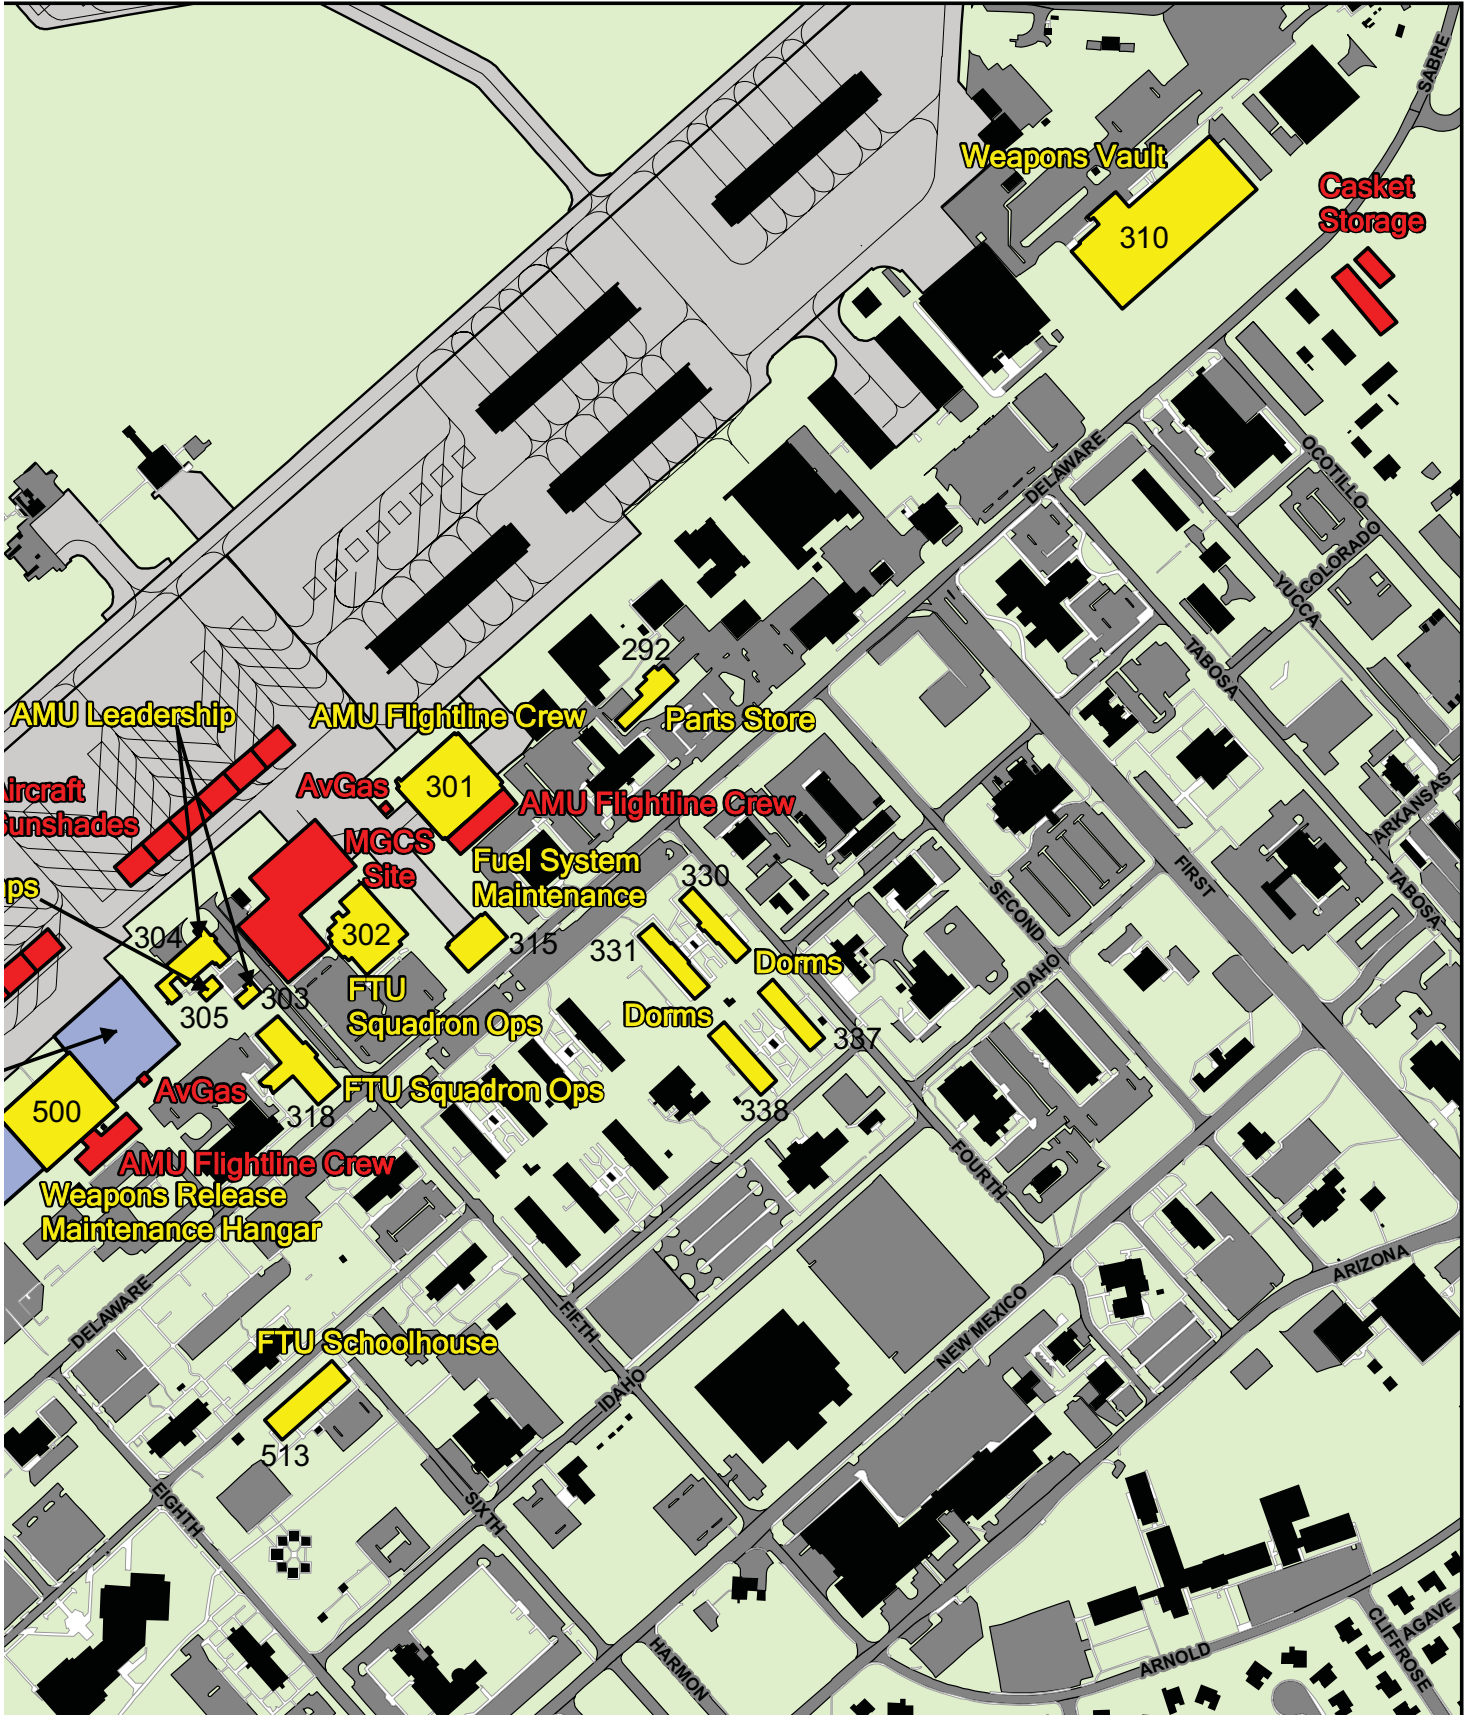 SABRE
Weapons Vault
Casket
Storage
310
DELAWARE
OCOTILLO
COLORADO
YUCCA
TABOSA
292
Parts Store
AMU Leadership
AMU Flightline Crew
AvGas
301
AMU Flightline Crew
Aircraft
Sunshades
MGCS
Site
Fuel System
Maintenance
ARKANSAS
FIRST
TABOSA
SECOND
330
331
Dorms
304
302
315
305
303
FTU
Squadron Ops
Dorms
337
IDAHO
338
AvGas
FTU Squadron Ops
318
500
AMU Flightline Crew
Weapons Release
Maintenance Hangar
FOURTH
ARIZONA
DELAWARE
FIFTH
NEW MEXICO
FTU Schoolhouse
IDAHO
513
EIGHTH
SIXTH
HARMON
ARNOLD
CLIFFROSE
AGAVE